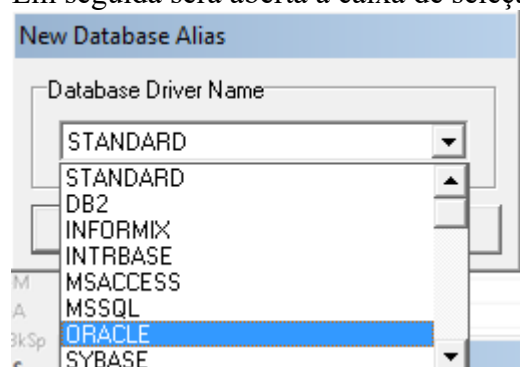 Em seguida será aberta a caixa de seleç
New Database Alias
Database Driver Name
STANDARD
STANDARD
DB2
INFORMIX
INTRBASE
MSACCESS
MSSQL
ORACLE
SYBASE
M
A
BkSp